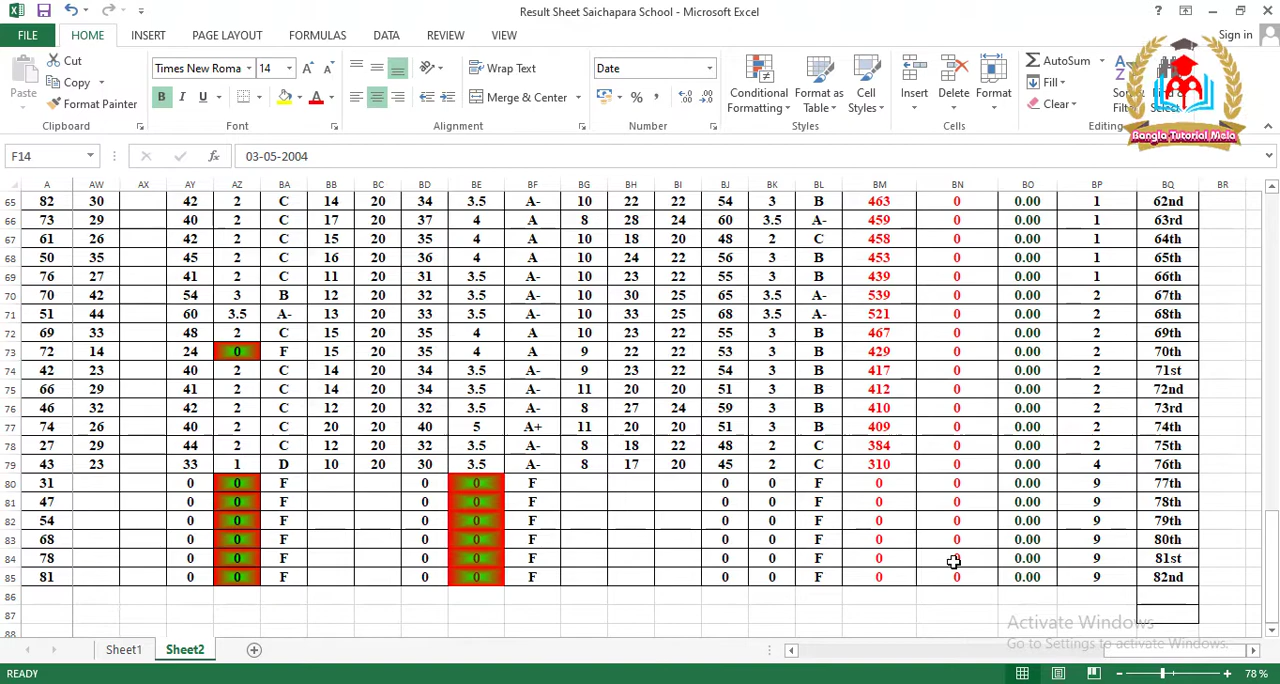 Result Sheet Saichapara School - Microsoft Excel
?
FILE HOME INSERT PAGE LAYOUT FORMULAS DATA REVIEW VIEW Sign in
Paste Cut Times New Roma 14 Wrap Text Date AutoSum
Copy Conditional Formatting Format as Table Cell Styles Insert Delete Format Fill
Format Painter B I U Merge & Center % Clear
Clipboard Font Alignment Number Styles Cells Editing
Bangla Tutorial Mela
F14 fx 03-05-2004
A AW AX AY AZ BA BB BC BD BE BF BG BH BI BJ BK BL BM BN BO BP BQ BR
65 82 30 42 2 C 14 20 34 3.5 A- 10 22 22 54 3 B 463 0 0.00 1 62nd
66 73 29 40 2 C 17 20 37 4 A 8 28 24 60 3.5 A- 459 0 0.00 1 63rd
67 61 26 42 2 C 15 20 35 4 A 10 18 20 48 2 C 458 0 0.00 1 64th
68 50 35 45 2 C 16 20 36 4 A 10 24 22 56 3 B 453 0 0.00 1 65th
69 76 27 41 2 C 11 20 31 3.5 A- 10 23 22 55 3 B 439 0 0.00 1 66th
70 70 42 54 3 B 12 20 32 3.5 A- 10 30 25 65 3.5 A- 539 0 0.00 2 67th
71 51 44 60 3.5 A- 13 20 33 3.5 A- 10 33 25 68 3.5 A- 521 0 0.00 2 68th
72 69 33 48 2 C 15 20 35 4 A 10 23 22 55 3 B 467 0 0.00 2 69th
73 72 14 24 0 F 15 20 35 4 A 9 22 22 53 3 B 429 0 0.00 2 70th
74 42 23 40 2 C 14 20 34 3.5 A- 9 23 22 54 3 B 417 0 0.00 2 71st
75 66 29 41 2 C 14 20 34 3.5 A- 11 20 20 51 3 B 412 0 0.00 2 72nd
76 46 32 42 2 C 12 20 32 3.5 A- 8 27 24 59 3 B 410 0 0.00 2 73rd
77 74 26 40 2 C 20 20 40 5 A+ 11 20 20 51 3 B 409 0 0.00 2 74th
78 27 29 44 2 C 12 20 32 3.5 A- 8 18 22 48 2 C 384 0 0.00 2 75th
79 43 23 33 1 D 10 20 30 3.5 A- 8 17 20 45 2 C 310 0 0.00 4 76th
80 31 0 0 F 0 0 F 0 0 F 0 0 0.00 9 77th
81 47 0 0 F 0 0 F 0 0 F 0 0 0.00 9 78th
82 54 0 0 F 0 0 F 0 0 F 0 0 0.00 9 79th
83 68 0 0 F 0 0 F 0 0 F 0 0 0.00 9 80th
84 78 0 0 F 0 0 F 0 0 F 0 0 0.00 9 81st
85 81 0 0 F 0 0 F 0 0 F 0 0 0.00 9 82nd
86
87
88
Activate Windows
Go to Settings to activate Windows.
Sheet1 Sheet2
READY 78 %